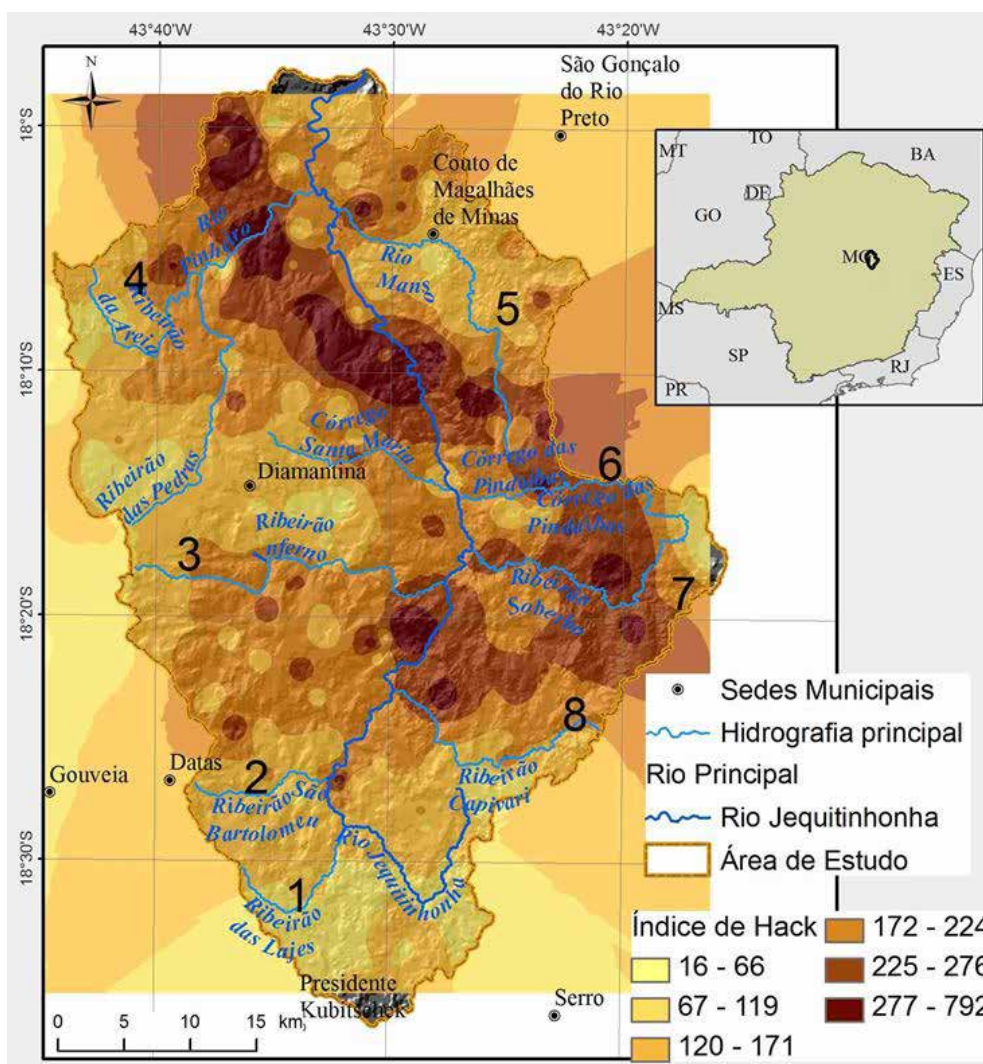 43°40'W
43°30'W
43°20'W
N
São Gonçalo
do Rio
Preto
18°S
Couto de
Magalhães
de Minas
TO
MT
BA
DF
GO
MG
ES
MS
SP
RJ
PR
Rio
Pinheiro
4
Ribeirão
da Areia
Rio
Manso
5
18°10'S
Córrego
Santa Maria
Córrego das
Pindaíbas
6
Córrego das
Pindaíbas
Diamantina
Ribeirão
das Pedras
Ribeirão
Inferno
3
Ribeirão
Soberbo
7
18°20'S
8
Datas
Gouveia
2
Ribeirão São
Bartolomeu
Ribeirão
Capivari
18°30'S
Rio Jequitinhonha
1
Ribeirão
das Lajes
Presidente
Kubitschek
Serro
0 5 10 15 km
Sedes Municipais
Hidrografia principal
Rio Principal
Rio Jequitinhonha
Área de Estudo
Índice de Hack
16 - 66
67 - 119
120 - 171
172 - 224
225 - 276
277 - 792